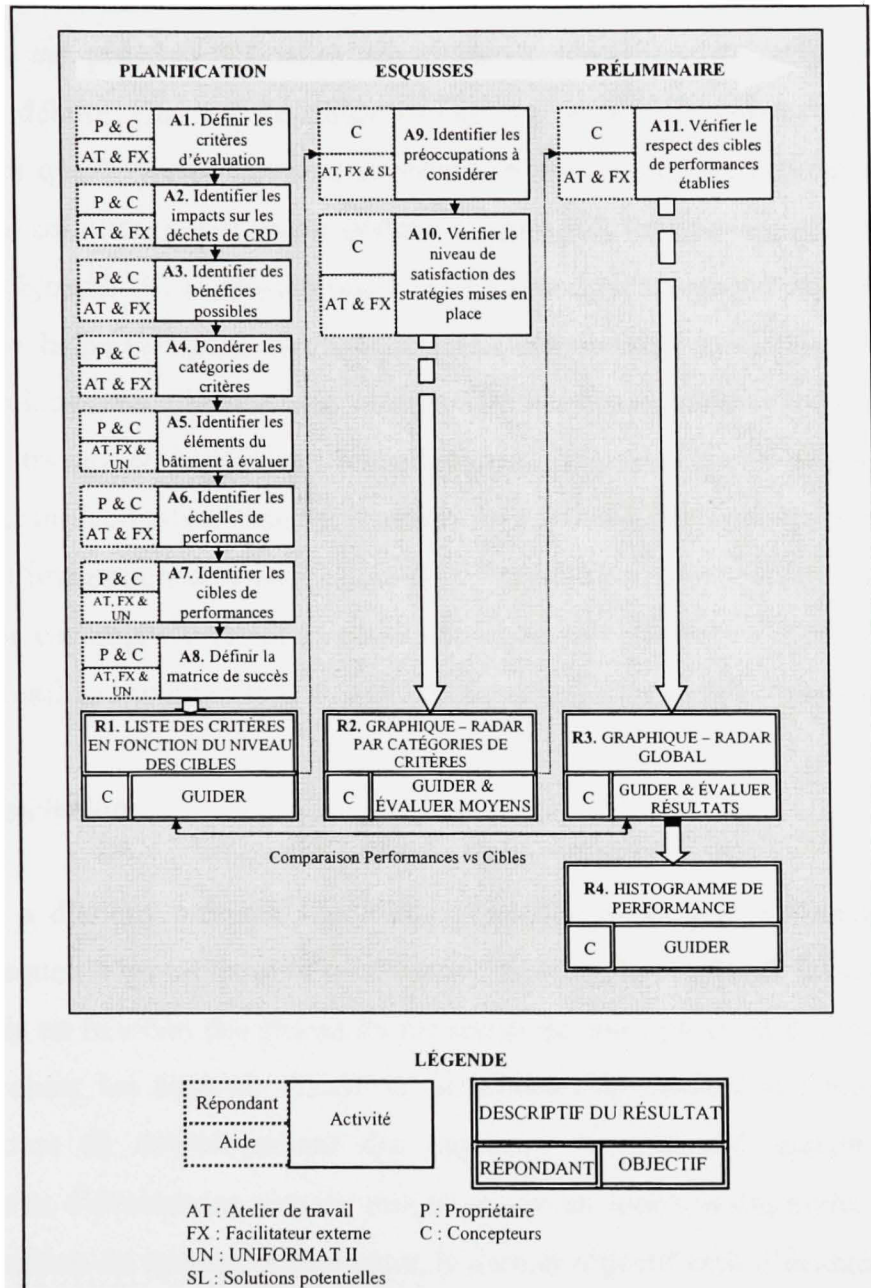 PLANIFICATION
P & C
AT & FX
A1. Définir les
critères
d'évaluation
P & C
AT & FX
A2. Identifier les
impacts sur les
déchets de CRD
P & C
AT & FX
A3. Identifier des
bénéfices
possibles
P & C
AT & FX
A4. Pondérer les
catégories de
critères
P & C
AT, FX &
UN
A5. Identifier les
éléments du
bâtiment à évaluer
P & C
AT & FX
A6. Identifier les
échelles de
performance
P & C
AT, FX &
UN
A7. Identifier les
cibles de
performances
P & C
AT, FX &
UN
A8. Définir la
matrice de succès
R1. LISTE DES CRITÈRES
EN FONCTION DU NIVEAU
DES CIBLES
C
GUIDER
ESQUISSES
C
AT, FX & SL
A9. Identifier les
préoccupations à
considérer
C
AT & FX
A10. Vérifier le
niveau de
satisfaction des
stratégies mises en
place
R2. GRAPHIQUE – RADAR
PAR CATÉGORIES DE
CRITÈRES
C
GUIDER &
ÉVALUER MOYENS
PRÉLIMINAIRE
C
AT & FX
A11. Vérifier le
respect des cibles
de performances
établies
R3. GRAPHIQUE – RADAR
GLOBAL
C
GUIDER & ÉVALUER
RÉSULTATS
Comparaison Performances vs Cibles
R4. HISTOGRAMME DE
PERFORMANCE
C
GUIDER
LÉGENDE
Répondant
Aide
Activité
DESCRIPTIF DU RÉSULTAT
RÉPONDANT
OBJECTIF
AT : Atelier de travail
FX : Facilitateur externe
UN : UNIFORMAT II
SL : Solutions potentielles
P : Propriétaire
C : Concepteurs